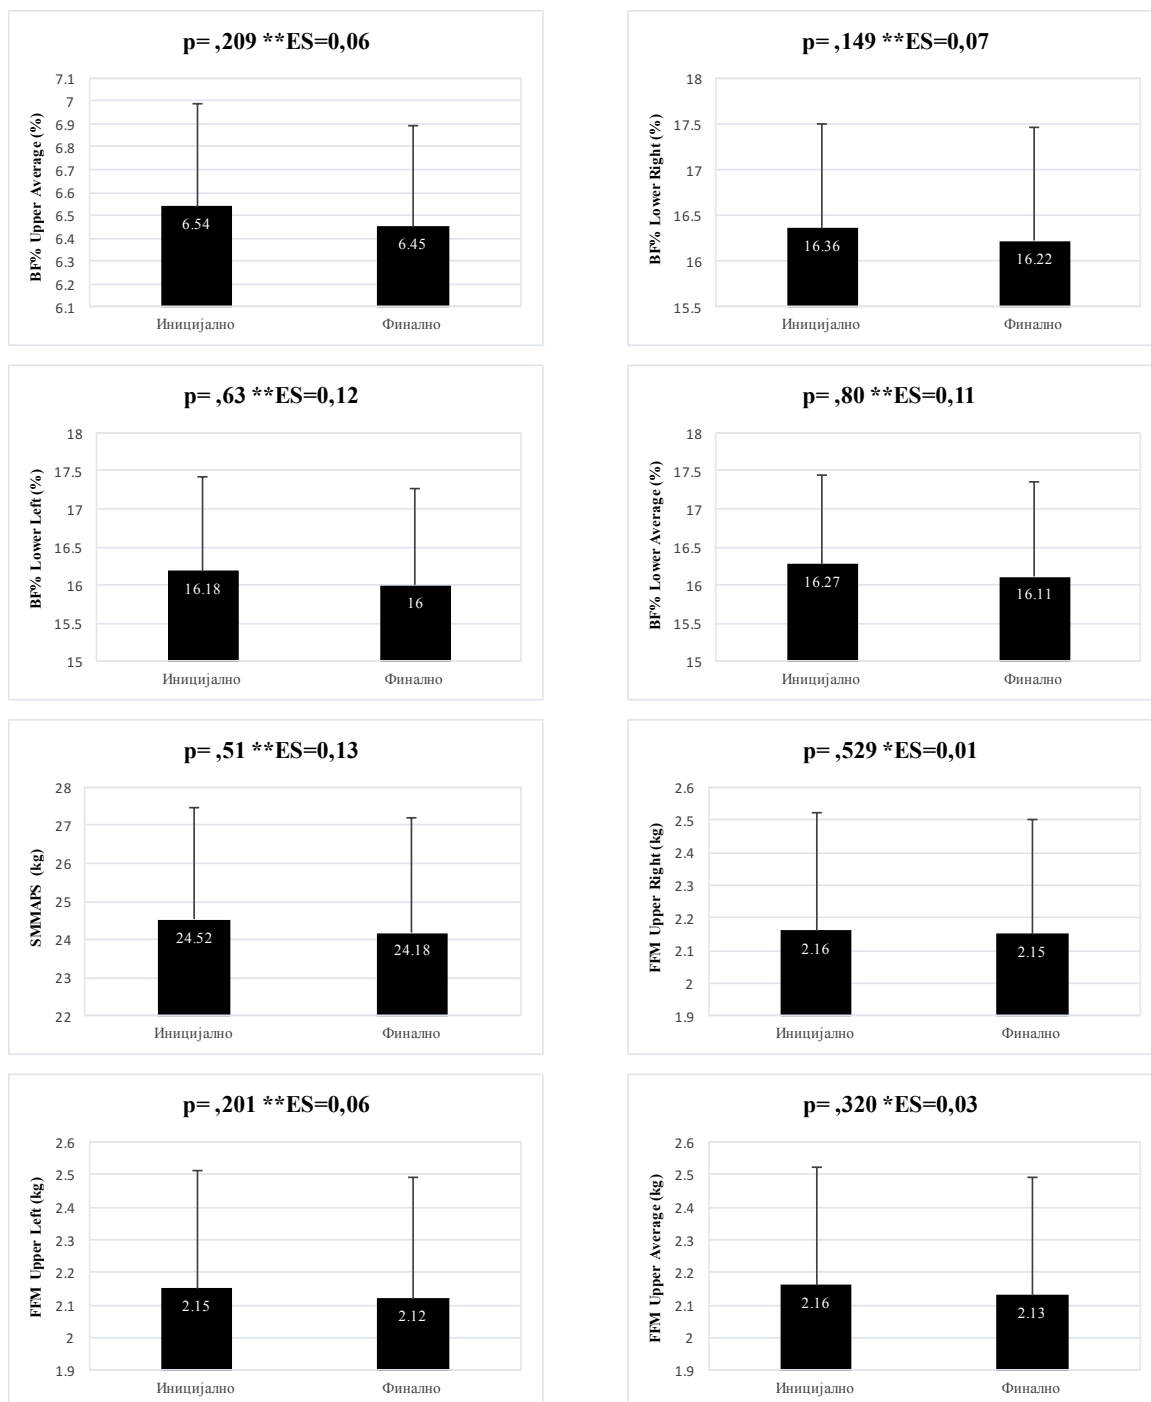 p= ,209 **ES=0,06
BF% Upper Average (%)
7.1
7
6.9
6.8
6.7
6.6
6.5
6.4
6.3
6.2
6.1
6.54
6.45
Иницијално
Финално
p= ,149 **ES=0,07
BF% Lower Right (%)
18
17.5
17
16.5
16
15.5
16.36
16.22
Иницијално
Финално
p= ,63 **ES=0,12
BF% Lower Left (%)
18
17.5
17
16.5
16
15.5
15
16.18
16
Иницијално
Финално
p= ,80 **ES=0,11
BF% Lower Average (%)
18
17.5
17
16.5
16
15.5
15
16.27
16.11
Иницијално
Финално
p= ,51 **ES=0,13
SMMAPS (kg)
28
27
26
25
24
23
22
24.52
24.18
Иницијално
Финално
p= ,529 *ES=0,01
FFM Upper Right (kg)
2.6
2.5
2.4
2.3
2.2
2.1
2
1.9
2.16
2.15
Иницијално
Финално
p= ,201 **ES=0,06
FFM Upper Left (kg)
2.6
2.5
2.4
2.3
2.2
2.1
2
1.9
2.15
2.12
Иницијално
Финално
p= ,320 *ES=0,03
FFM Upper Average (kg)
2.6
2.5
2.4
2.3
2.2
2.1
2
1.9
2.16
2.13
Иницијално
Финално